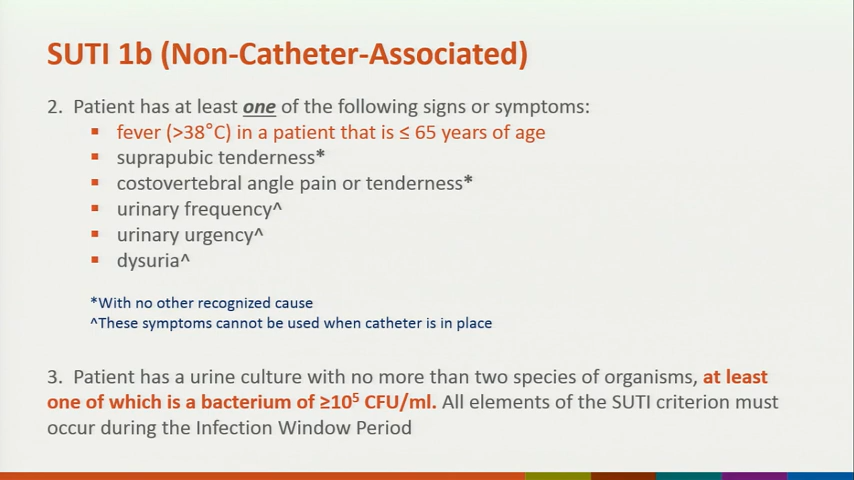 SUTI 1b (Non-Catheter-Associated)
2. Patient has at least one of the following signs or symptoms:
▪ fever (>38°C) in a patient that is ≤ 65 years of age
▪ suprapubic tenderness*
▪ costovertebral angle pain or tenderness*
▪ urinary frequency^
▪ urinary urgency^
▪ dysuria^
*With no other recognized cause
^These symptoms cannot be used when catheter is in place
3. Patient has a urine culture with no more than two species of organisms, at least
one of which is a bacterium of ≥10⁵ CFU/ml. All elements of the SUTI criterion must
occur during the Infection Window Period